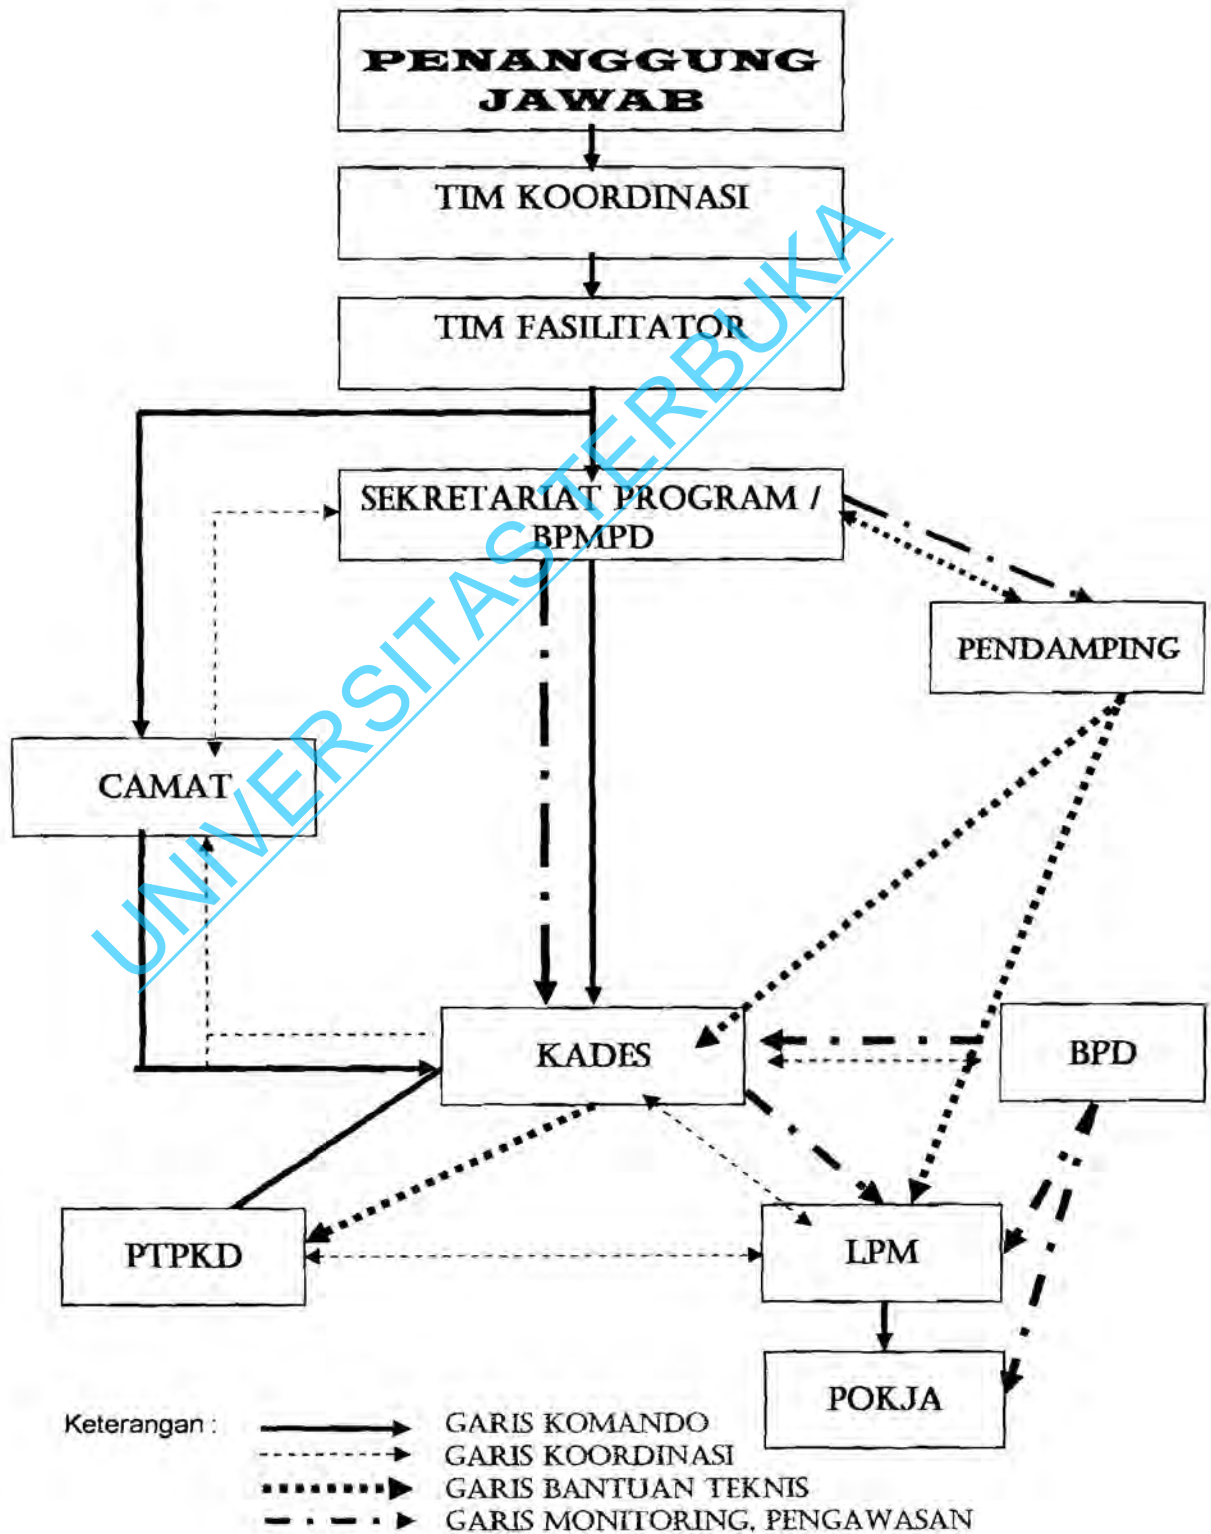 PENANGGUNG
JAWAB
TIM KOORDINASI
TIM FASILITATOR
SEKRETARIAT PROGRAM /
BPMPD
PENDAMPING
CAMAT
KADES
BPD
PTPKD
LPM
POKJA
Keterangan :
GARIS KOMANDO
GARIS KOORDINASI
GARIS BANTUAN TEKNIS
GARIS MONITORING, PENGAWASAN
UNIVERSITAS TERBUKA